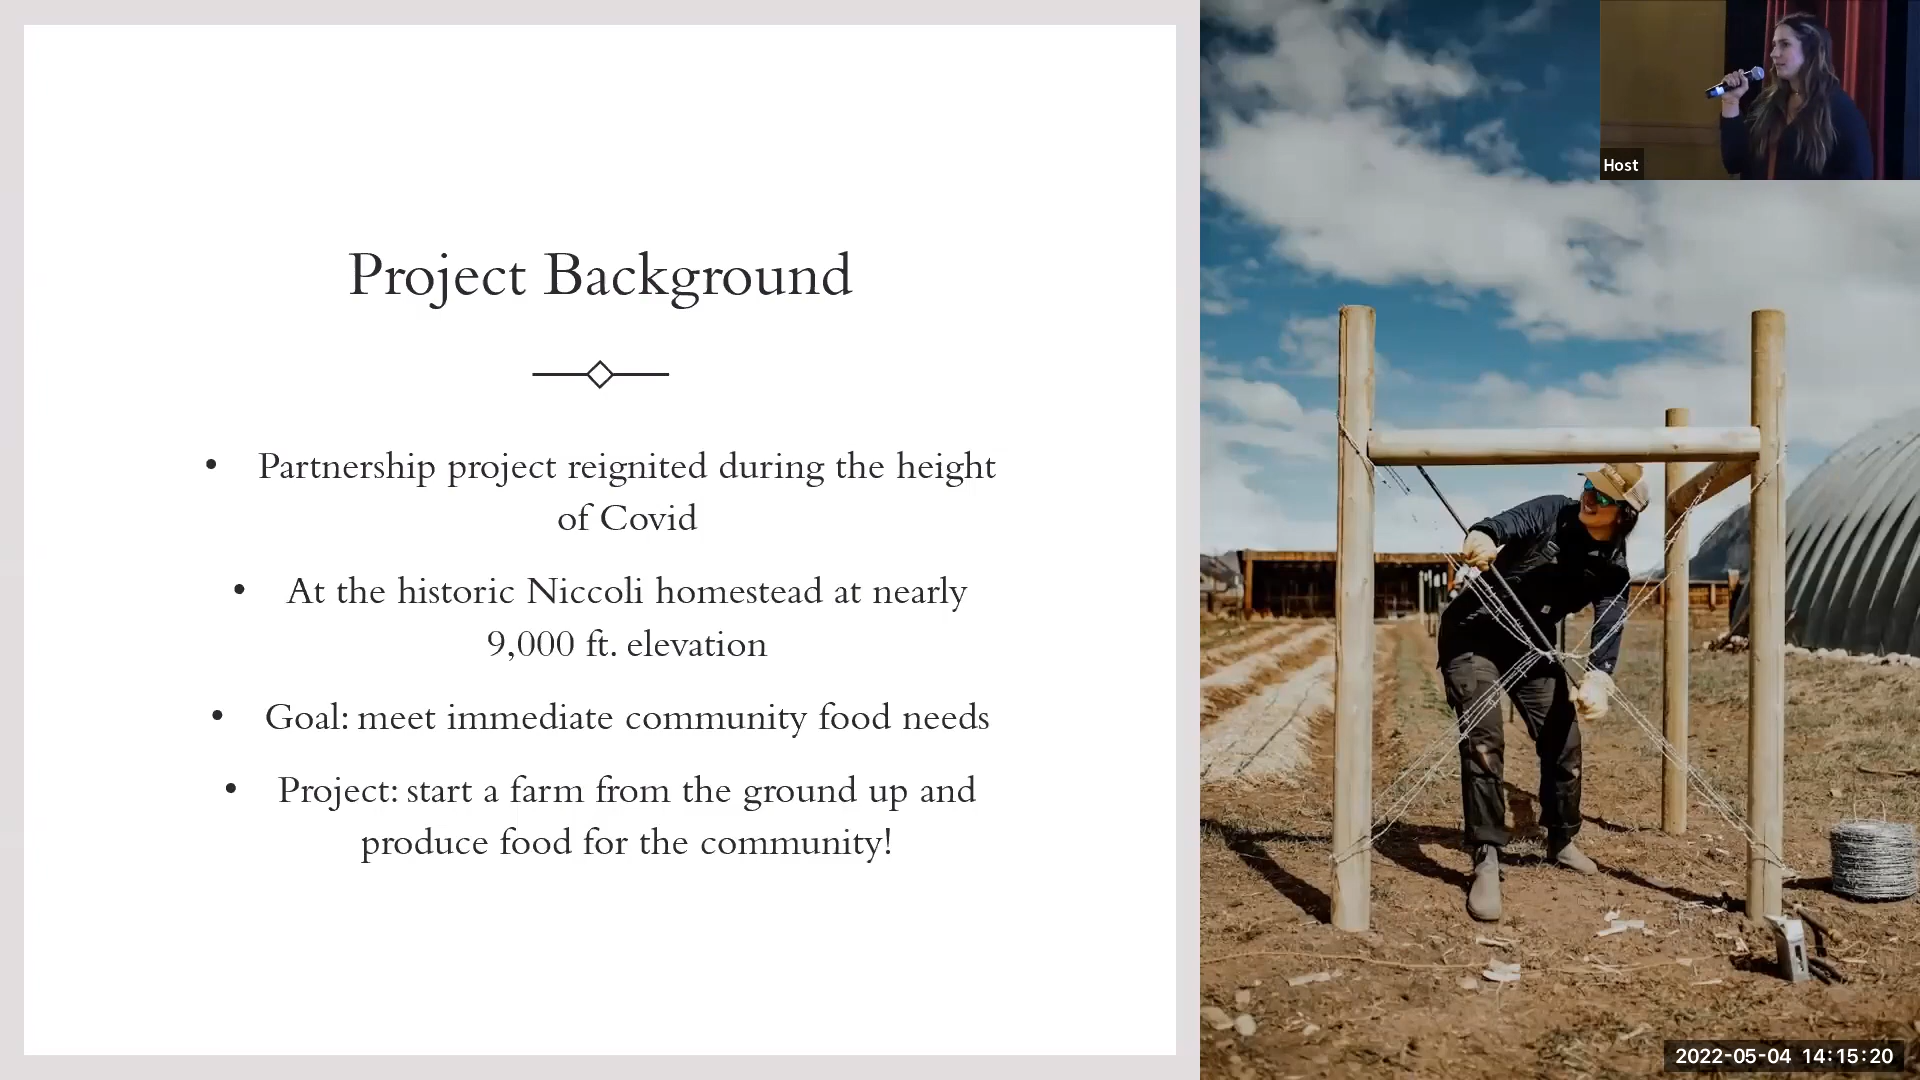 Project Background
• Partnership project reignited during the height
of Covid
• At the historic Niccoli homestead at nearly
9,000 ft. elevation
• Goal: meet immediate community food needs
• Project: start a farm from the ground up and
produce food for the community!
Host
2022-05-04 14:15:20